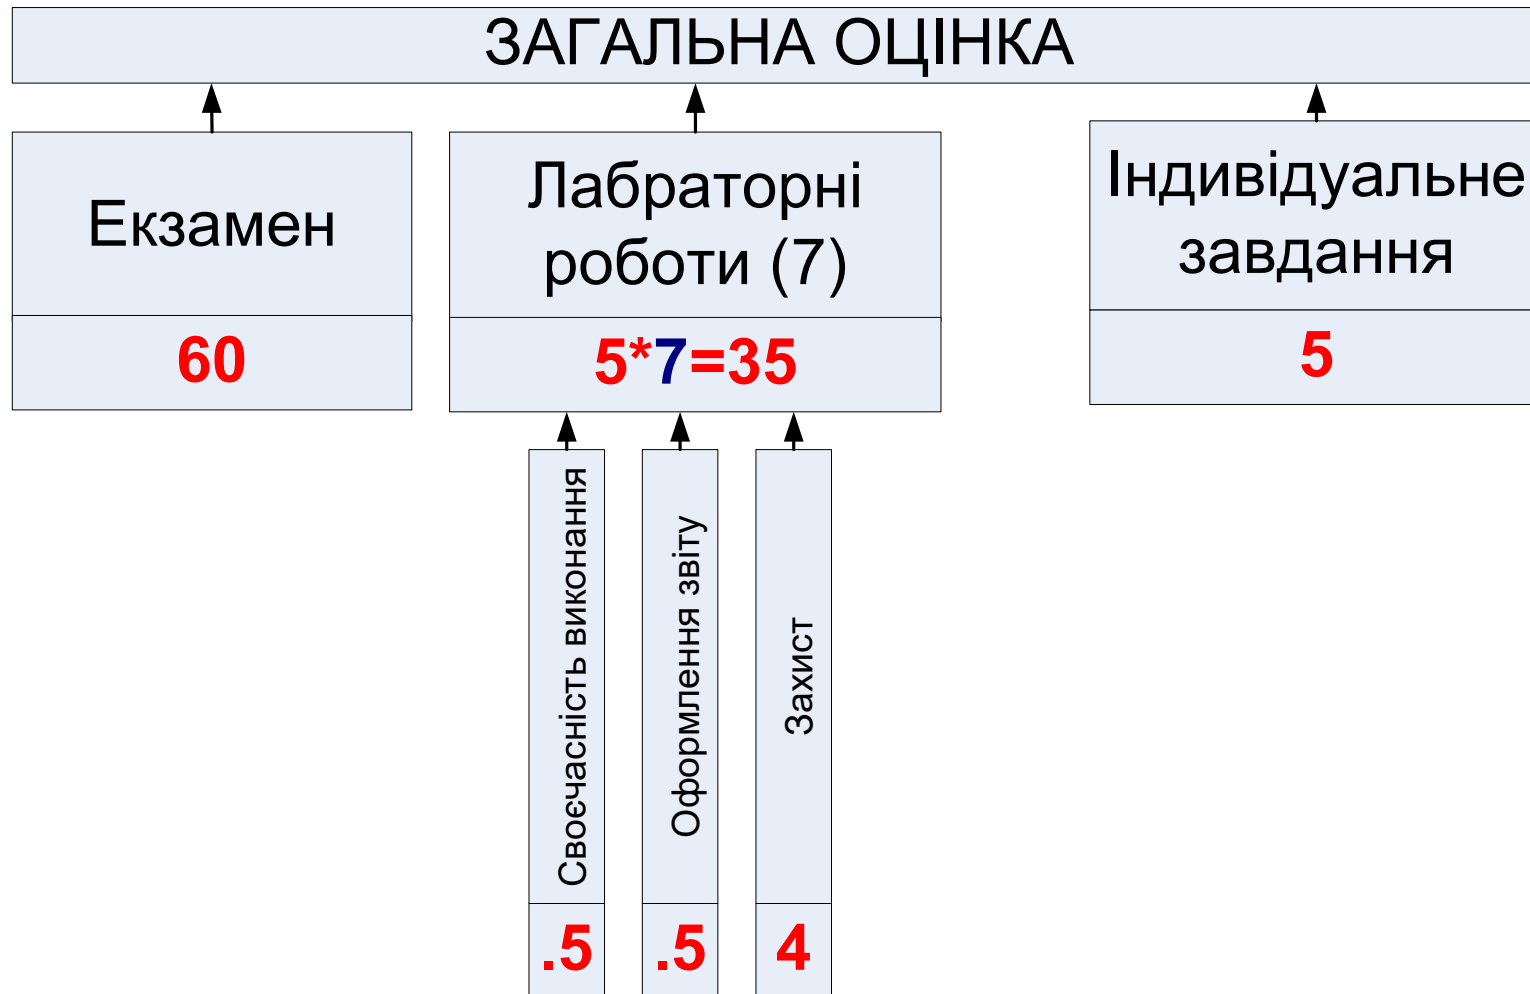 ЗАГАЛЬНА ОЦІНКА
Екзамен
60
Лабраторні
роботи (7)
5*7=35
Індивідуальне
завдання
5
Своєчасність виконання
.5
Оформлення звіту
.5
Захист
4